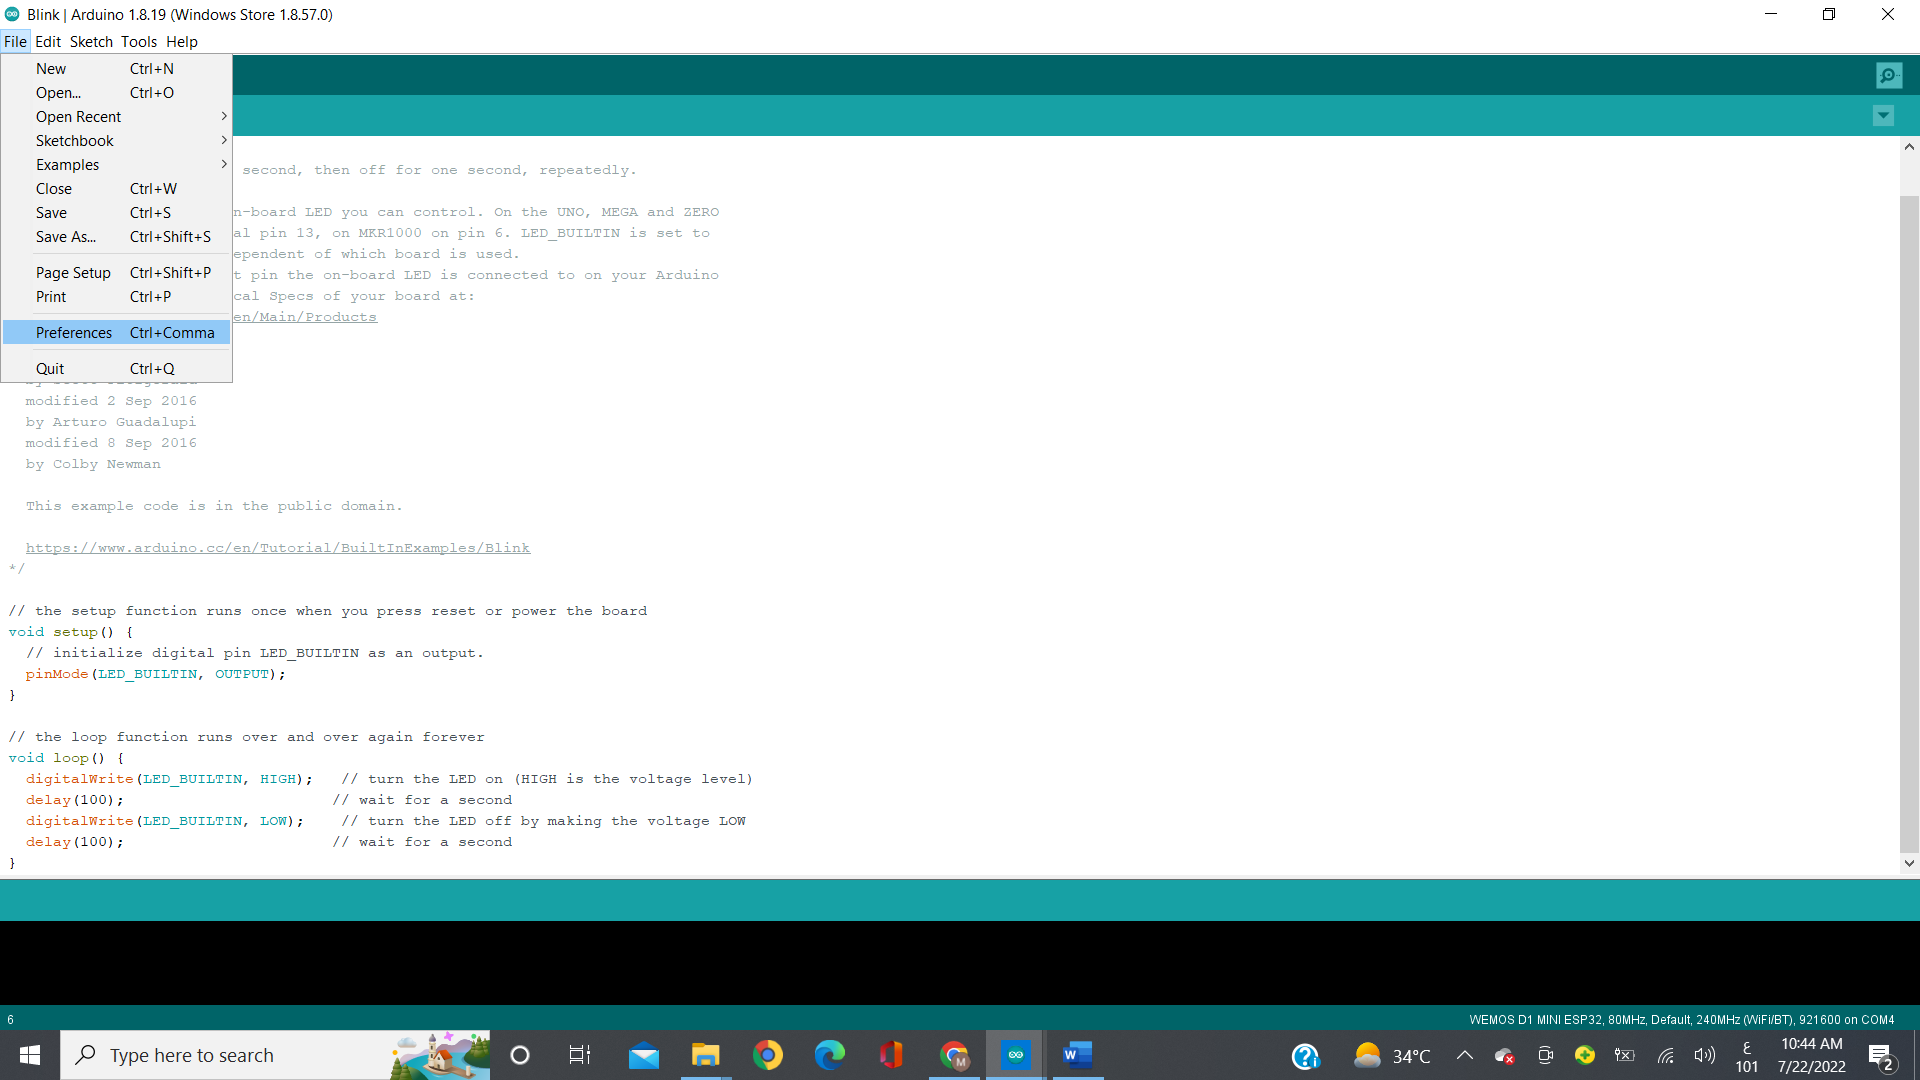 Blink | Arduino 1.8.19 (Windows Store 1.8.57.0)
File Edit Sketch Tools Help
New Ctrl+N
Open... Ctrl+O
Open Recent
Sketchbook
Examples
Close Ctrl+W
Save Ctrl+S
Save As... Ctrl+Shift+S
Page Setup Ctrl+Shift+P
Print Ctrl+P
Preferences Ctrl+Comma
Quit Ctrl+Q
second, then off for one second, repeatedly.
n-board LED you can control. On the UNO, MEGA and ZERO
al pin 13, on MKR1000 on pin 6. LED_BUILTIN is set to
ependent of which board is used.
t pin the on-board LED is connected to on your Arduino
cal Specs of your board at:
en/Main/Products
modified 2 Sep 2016
by Arturo Guadalupi
modified 8 Sep 2016
by Colby Newman
This example code is in the public domain.
https://www.arduino.cc/en/Tutorial/BuiltInExamples/Blink
*/
// the setup function runs once when you press reset or power the board
void setup() {
// initialize digital pin LED_BUILTIN as an output.
pinMode(LED_BUILTIN, OUTPUT);
}
// the loop function runs over and over again forever
void loop() {
digitalWrite(LED_BUILTIN, HIGH);   // turn the LED on (HIGH is the voltage level)
delay(100);                       // wait for a second
digitalWrite(LED_BUILTIN, LOW);    // turn the LED off by making the voltage LOW
delay(100);                       // wait for a second
}
6
WEMOS D1 MINI ESP32, 80MHz, Default, 240MHz (WiFi/BT), 921600 on COM4
Type here to search
34°C
ع
101
10:44 AM
7/22/2022
2